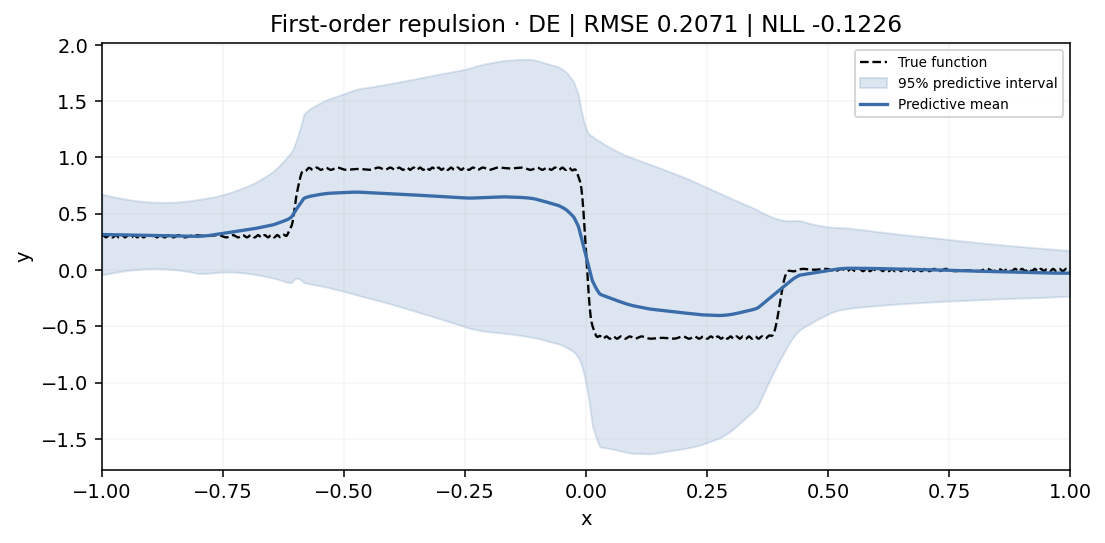 First-order repulsion · DE | RMSE 0.2071 | NLL -0.1226
True function
95% predictive interval
Predictive mean
y
2.0
1.5
1.0
0.5
0.0
−0.5
−1.0
−1.5
−1.00 −0.75 −0.50 −0.25 0.00 0.25 0.50 0.75 1.00
x